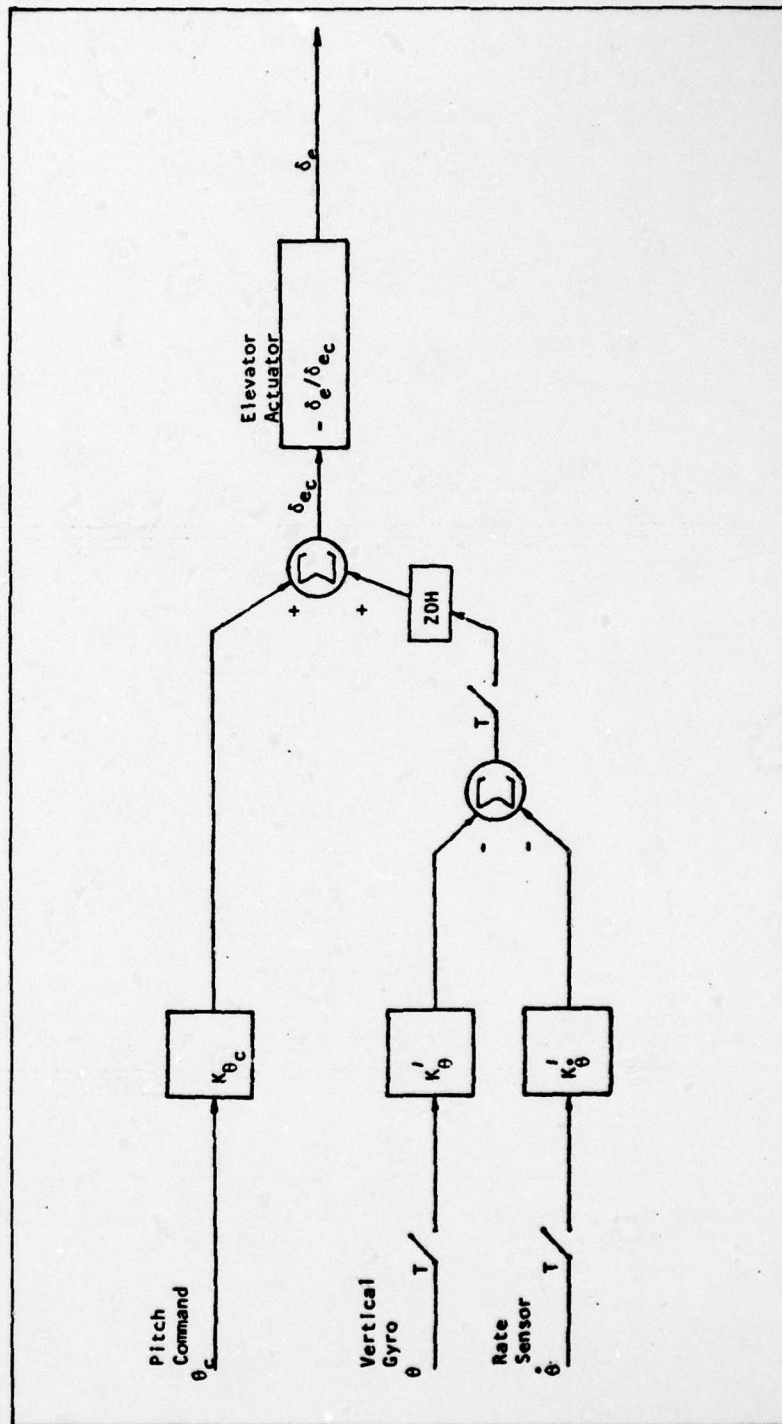 Pitch
Command
θc
Kθc
Vertical
Gyro
θ
T
K′θ
Rate
Sensor
θ̇
T
K′θ̇
-
-
Σ
T
ZOH
+
+
Σ
δec
Elevator
Actuator
- δe/δec
δe